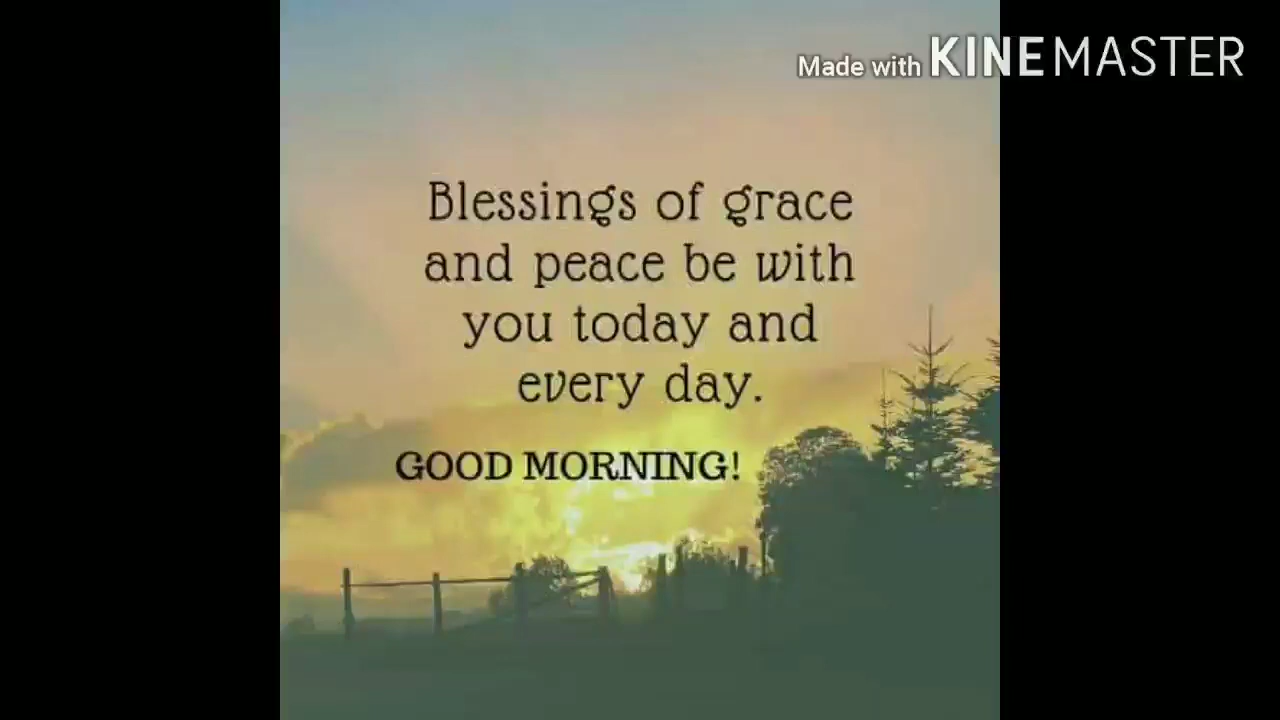 Made with KINEMASTER
Blessings of grace
and peace be with
you today and
every day.
GOOD MORNING!